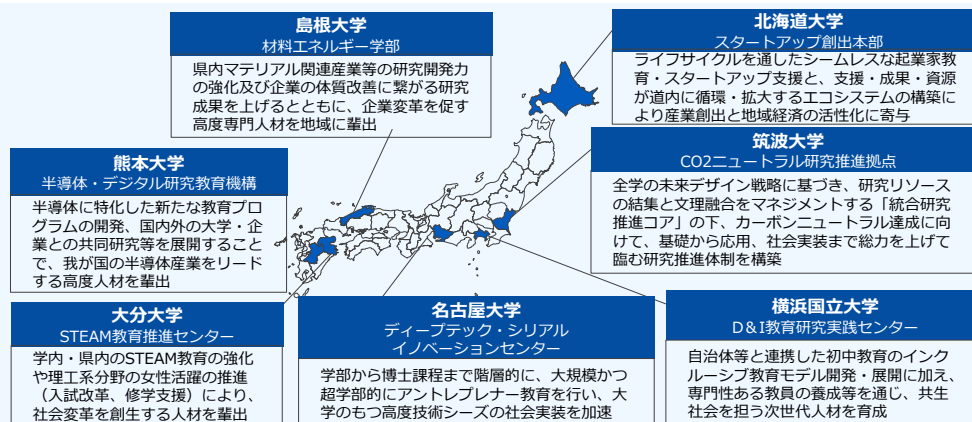 島根大学
材料エネルギー学部
県内マテリアル関連産業等の研究開発力
の強化及び企業の体質改善に繋がる研究
成果を上げるとともに、企業変革を促す
高度専門人材を地域に輩出
北海道大学
スタートアップ創出本部
ライフサイクルを通したシームレスな起業家教
育・スタートアップ支援と、支援・成果・資源
が道内に循環・拡大するエコシステムの構築に
より産業創出と地域経済の活性化に寄与
熊本大学
半導体・デジタル研究教育機構
半導体に特化した新たな教育プロ
グラムの開発、国内外の大学・企
業との共同研究等を展開すること
で、我が国の半導体産業をリード
する高度人材を輩出
筑波大学
CO2ニュートラル研究推進拠点
全学の未来デザイン戦略に基づき、研究リソース
の結集と文理融合をマネジメントする「統合研究
推進コア」の下、カーボンニュートラル達成に向
けて、基礎から応用、社会実装まで総力を上げて
臨む研究推進体制を構築
大分大学
STEAM教育推進センター
学内・県内のSTEAM教育の強化
や理工系分野の女性活躍の推進
（入試改革、修学支援）により、
社会変革を創生する人材を輩出
名古屋大学
ディープテック・シリアル
イノベーションセンター
学部から博士課程まで階層的に、大規模かつ
超学部的にアントレプレナー教育を行い、大
学のもつ高度技術シーズの社会実装を加速
横浜国立大学
D&I教育研究実践センター
自治体等と連携した初中教育のインク
ルーシブ教育モデル開発・展開に加え、
専門性ある教員の養成等を通じ、共生
社会を担う次世代人材を育成